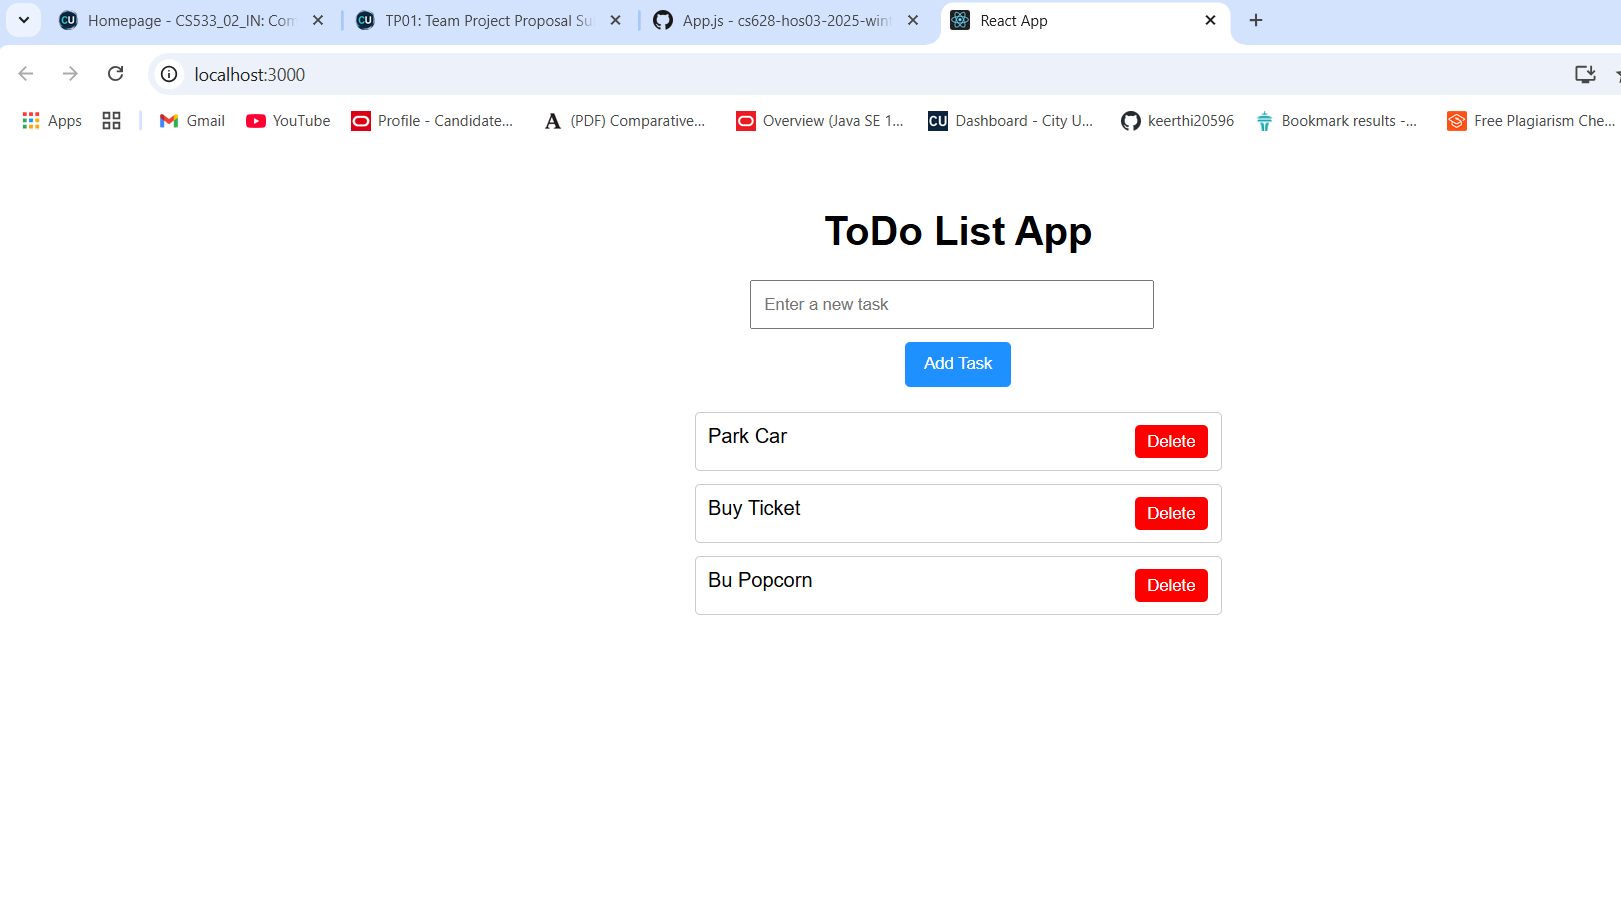 Homepage - CS533_02_IN: Com
TP01: Team Project Proposal Su
App.js - cs628-hos03-2025-wint
React App
localhost:3000
Apps
Gmail
YouTube
Profile - Candidate...
(PDF) Comparative...
Overview (Java SE 1...
Dashboard - City U...
keerthi20596
Bookmark results -...
Free Plagiarism Che...
ToDo List App
Enter a new task
Add Task
Park Car
Delete
Buy Ticket
Delete
Bu Popcorn
Delete